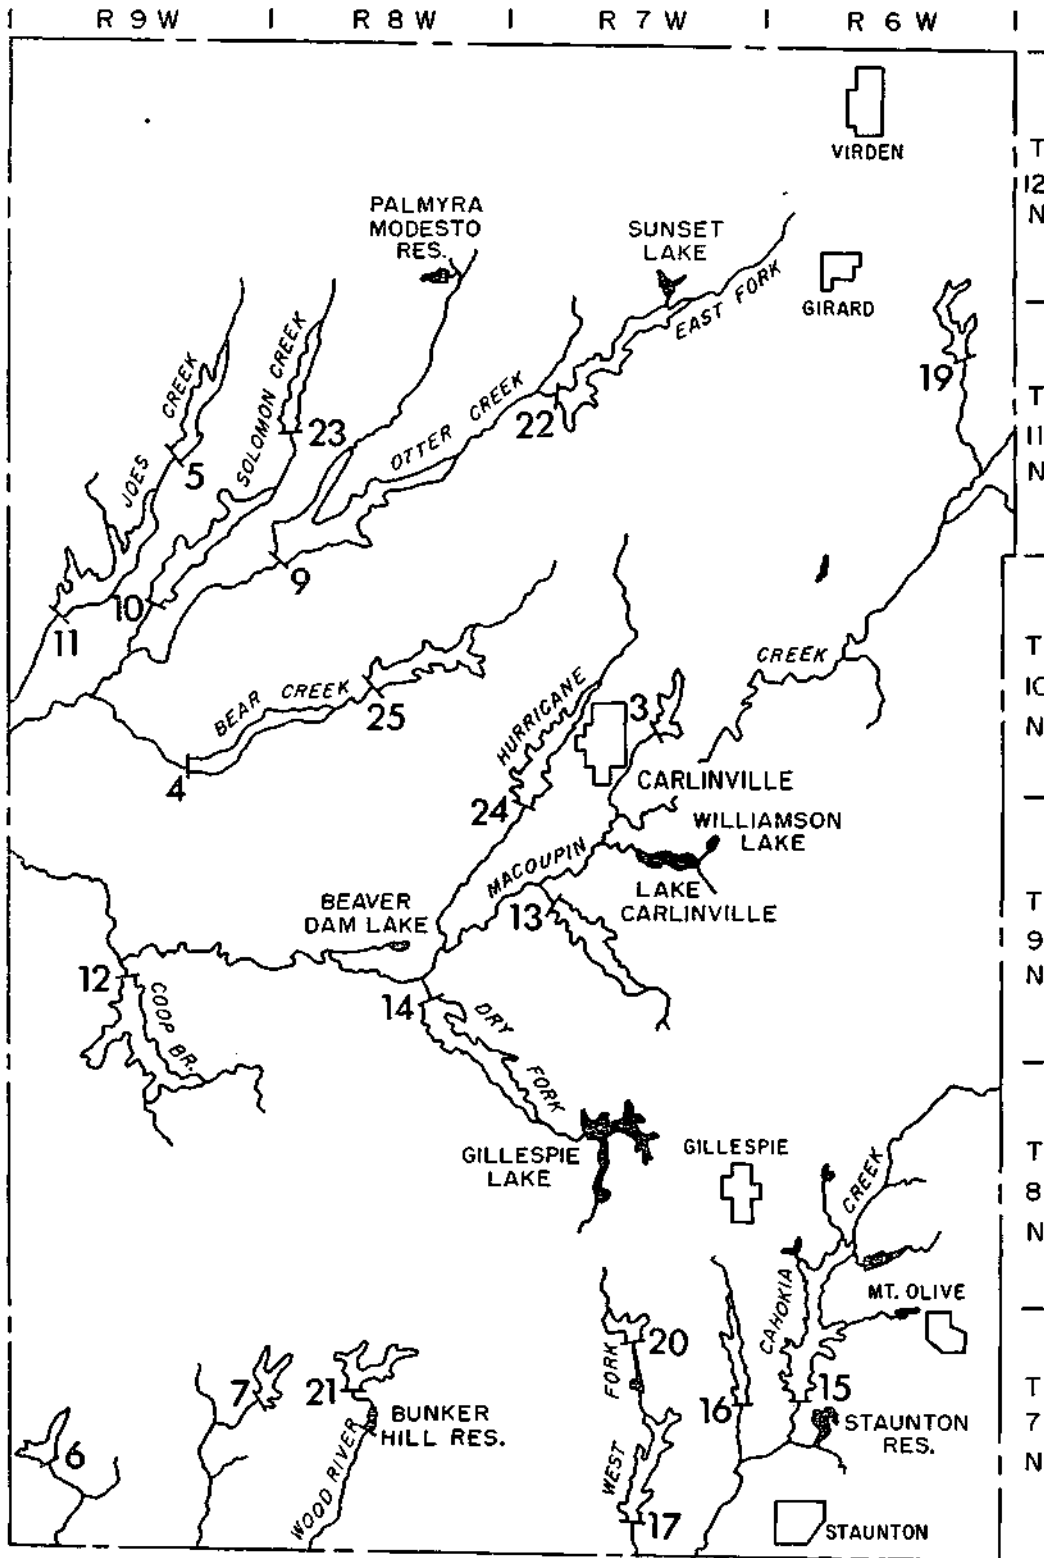 R 9 W
R 8 W
R 7 W
R 6 W
VIRDEN
T
12
N
PALMYRA
MODESTO
RES.
SUNSET
LAKE
EAST FORK
GIRARD
19
JOES CREEK
5
SOLOMON CREEK
23
OTTER CREEK
22
T
11
N
9
10
11
BEAR CREEK
25
4
HURRICANE
3
CREEK
T
10
N
CARLINVILLE
24
WILLIAMSON
LAKE
MACOUPIN
LAKE
CARLINVILLE
BEAVER
DAM LAKE
13
T
9
N
12
COOP BR.
14
DRY FORK
GILLESPIE
LAKE
GILLESPIE
CREEK
T
8
N
MT. OLIVE
CAHOKIA
20
FORK
7
21
BUNKER
HILL RES.
16
15
STAUNTON
RES.
T
7
N
6
WOOD RIVER
WEST
17
STAUNTON